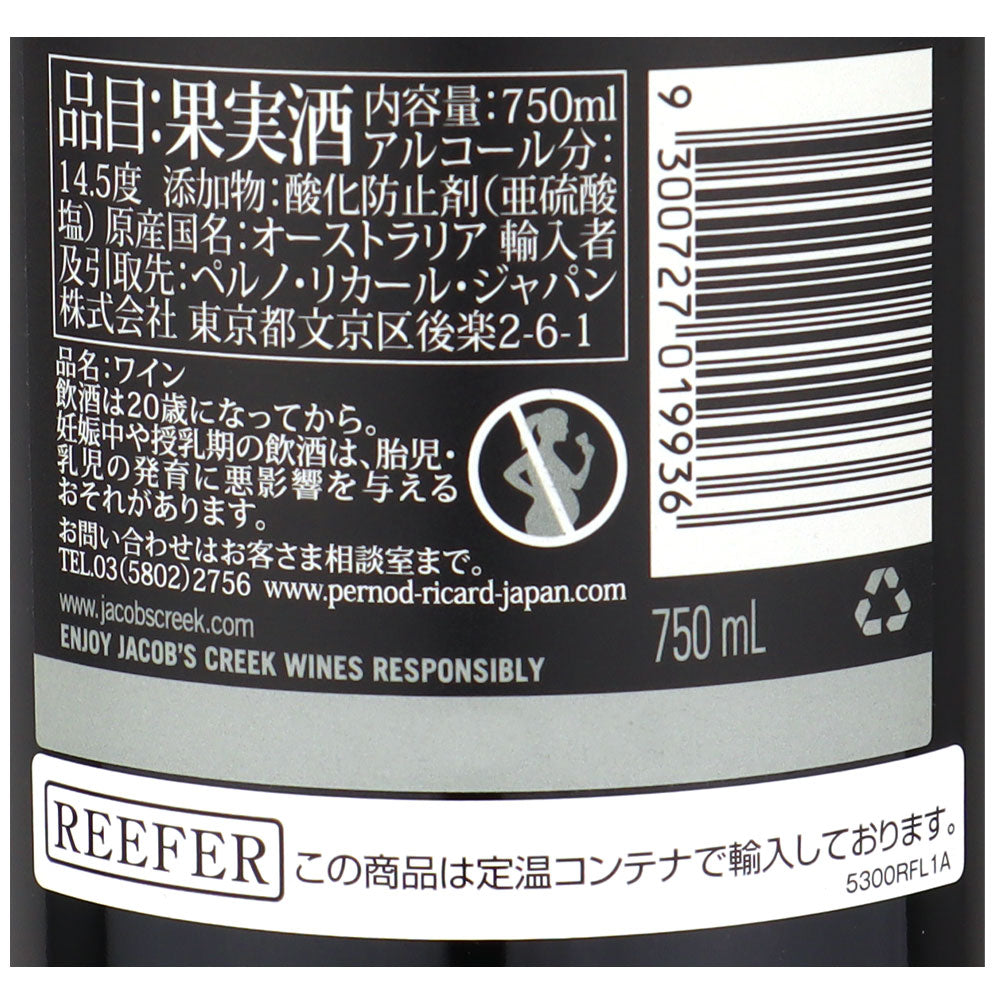 品目:果実酒 内容量:750ml
アルコール分:
14.5度 添加物:酸化防止剤(亜硫酸
塩) 原産国名:オーストラリア 輸入者
及引取先:ペルノ・リカール・ジャパン
株式会社 東京都文京区後楽2-6-1
品名:ワイン
飲酒は20歳になってから。
妊娠中や授乳期の飲酒は、胎児・
乳児の発育に悪影響を与える
おそれがあります。
お問い合わせはお客さま相談室まで。
TEL.03(5802)2756 www.pernod-ricard-japan.com
www.jacobscreek.com
ENJOY JACOB'S CREEK WINES RESPONSIBLY
9 300727 019936
750 mL
REEFER この商品は定温コンテナで輸入しております。
5300RFL1A